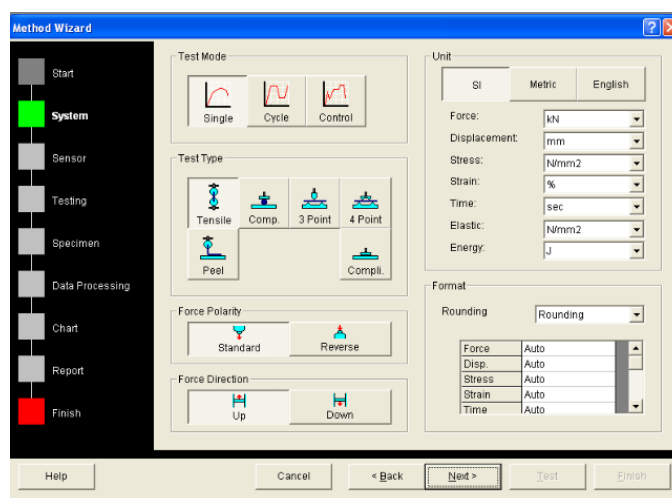 Method Wizard
Start
System
Sensor
Testing
Specimen
Data Processing
Chart
Report
Finish
Test Mode
Single Cycle Control
Test Type
Tensile Comp. 3 Point 4 Point
Peel Compli.
Force Polarity
Standard Reverse
Force Direction
Up Down
Unit
SI Metric English
Force: kN
Displacement: mm
Stress: N/mm2
Strain: %
Time: sec
Elastic: N/mm2
Energy: J
Format
Rounding Rounding
Force Auto
Disp. Auto
Stress Auto
Strain Auto
Time Auto
Help Cancel < Back Next > Test Finish